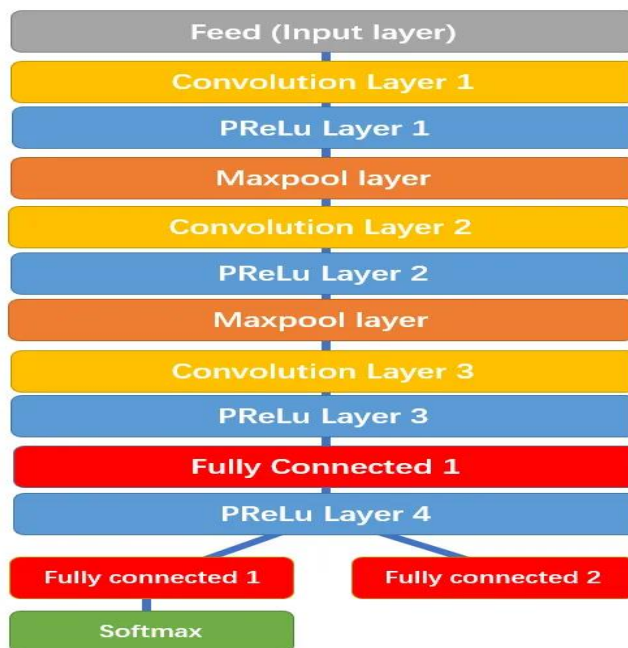 Feed (Input layer)
Convolution Layer 1
PReLu Layer 1
Maxpool layer
Convolution Layer 2
PReLu Layer 2
Maxpool layer
Convolution Layer 3
PReLu Layer 3
Fully Connected 1
PReLu Layer 4
Fully connected 1
Fully connected 2
Softmax